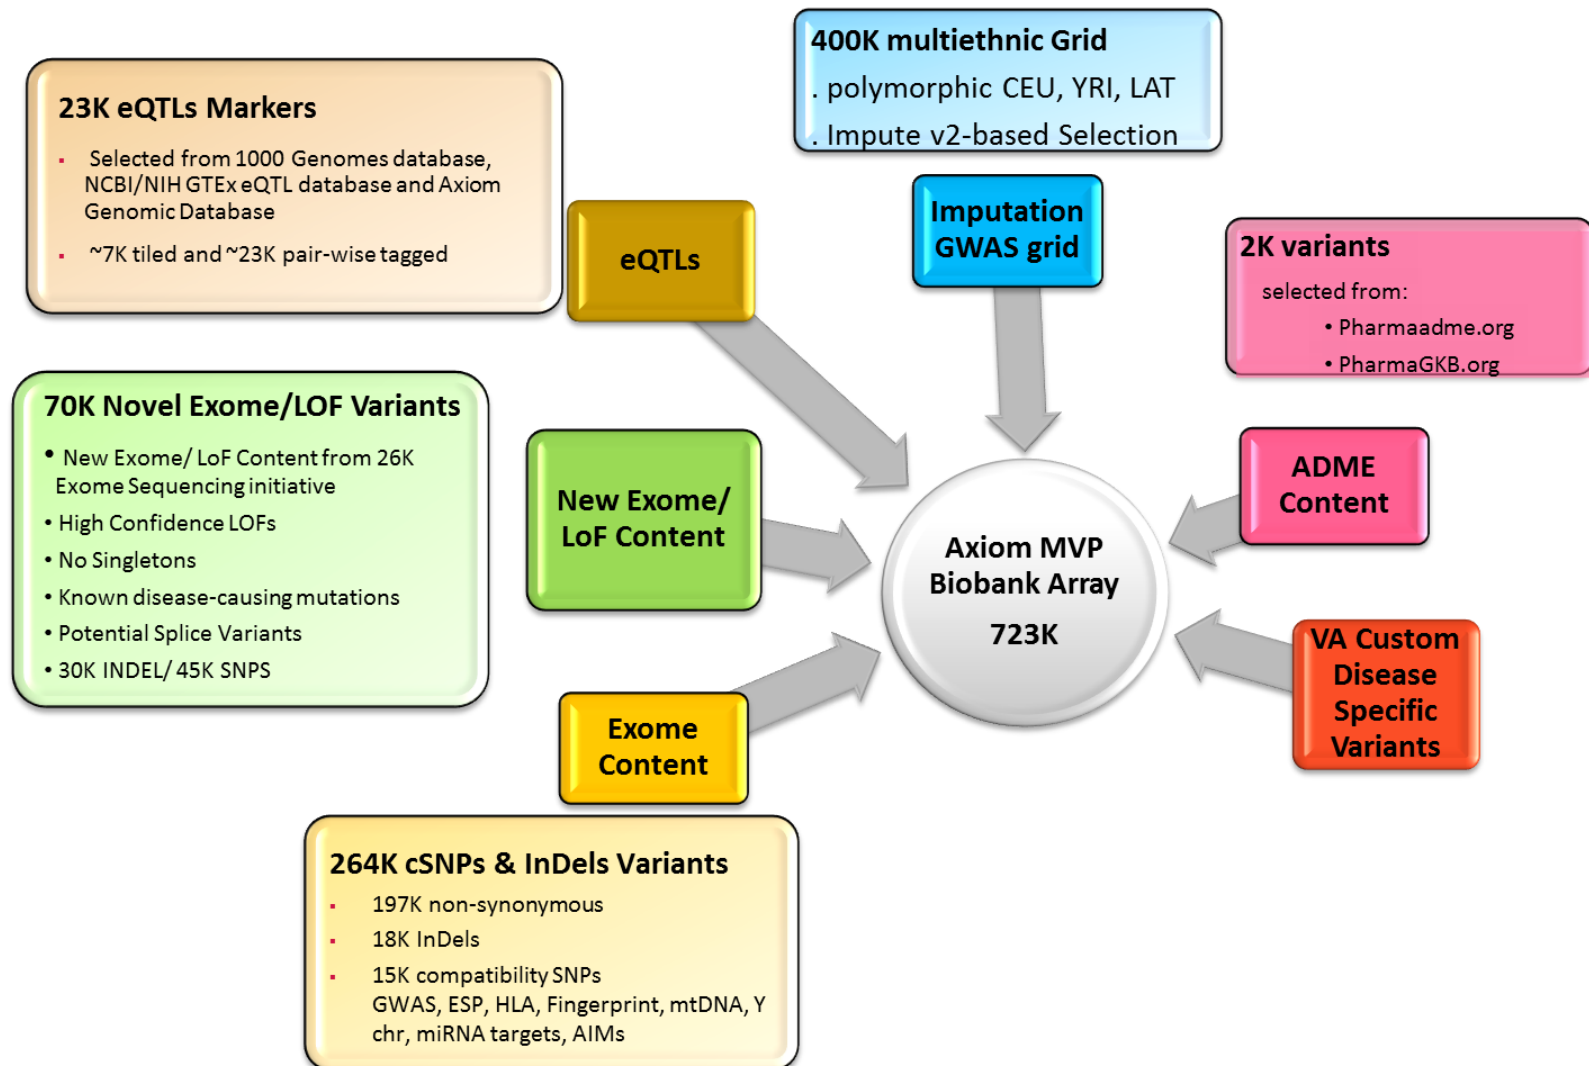 400K multiethnic Grid
. polymorphic CEU, YRI, LAT
. Impute v2-based Selection
23K eQTLs Markers
▪ Selected from 1000 Genomes database,
NCBI/NIH GTEx eQTL database and Axiom
Genomic Database
▪ ~7K tiled and ~23K pair-wise tagged
eQTLs
Imputation
GWAS grid
2K variants
selected from:
• Pharmaadme.org
• PharmaGKB.org
70K Novel Exome/LOF Variants
• New Exome/ LoF Content from 26K
Exome Sequencing initiative
• High Confidence LOFs
• No Singletons
• Known disease-causing mutations
• Potential Splice Variants
• 30K INDEL/ 45K SNPS
New Exome/
LoF Content
ADME
Content
Axiom MVP
Biobank Array
723K
VA Custom
Disease
Specific
Variants
Exome
Content
264K cSNPs & InDels Variants
▪ 197K non-synonymous
▪ 18K InDels
▪ 15K compatibility SNPs
GWAS, ESP, HLA, Fingerprint, mtDNA, Y
chr, miRNA targets, AIMs